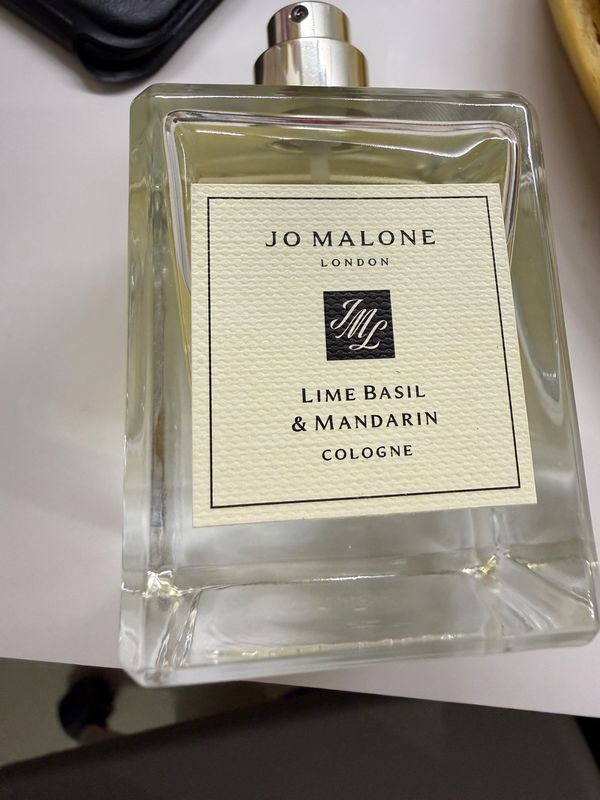 JO MALONE
LONDON
JML
LIME BASIL
& MANDARIN
COLOGNE